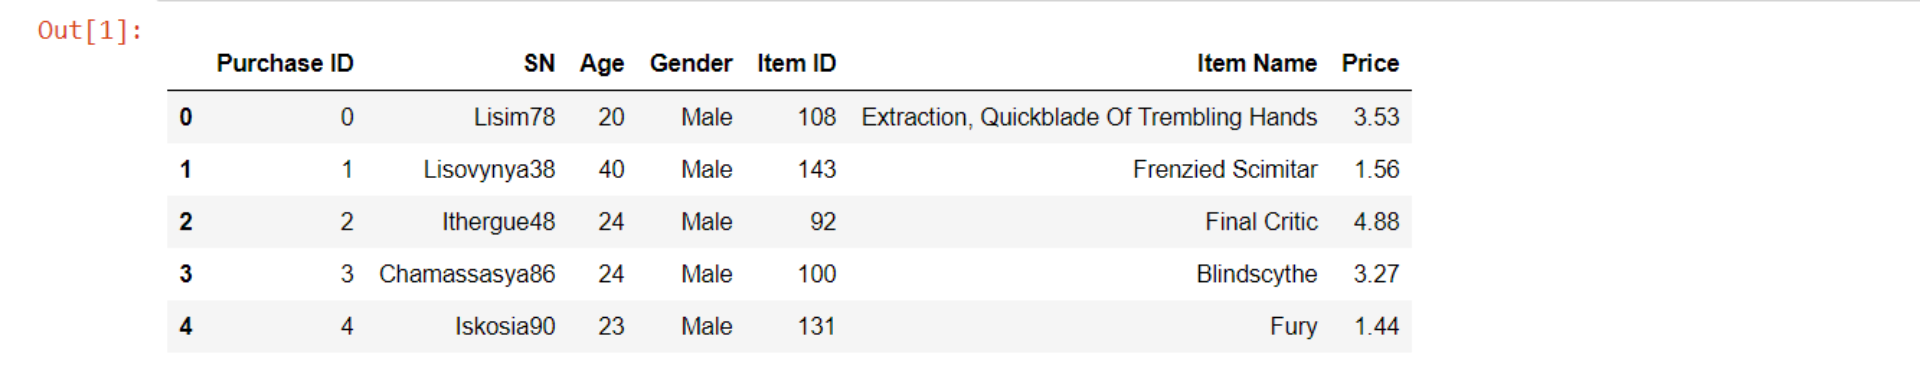 Out[1]:
Purchase ID SN Age Gender Item ID Item Name Price
0 0 Lisim78 20 Male 108 Extraction, Quickblade Of Trembling Hands 3.53
1 1 Lisovynya38 40 Male 143 Frenzied Scimitar 1.56
2 2 Ithergue48 24 Male 92 Final Critic 4.88
3 3 Chamassasya86 24 Male 100 Blindscythe 3.27
4 4 Iskosia90 23 Male 131 Fury 1.44